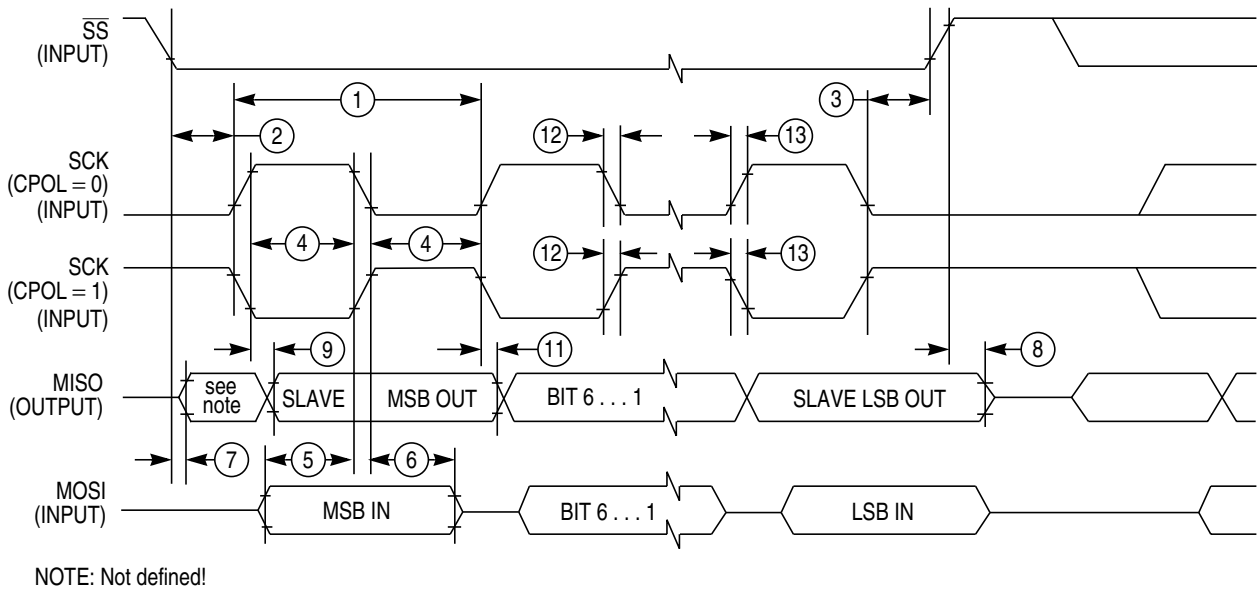 SS
(INPUT)
1
3
2
12
13
SCK
(CPOL = 0)
(INPUT)
4
4
12
13
SCK
(CPOL = 1)
(INPUT)
9
11
8
MISO
(OUTPUT)
see
note
SLAVE
MSB OUT
BIT 6 . . . 1
SLAVE LSB OUT
7
5
6
MOSI
(INPUT)
MSB IN
BIT 6 . . . 1
LSB IN
NOTE: Not defined!